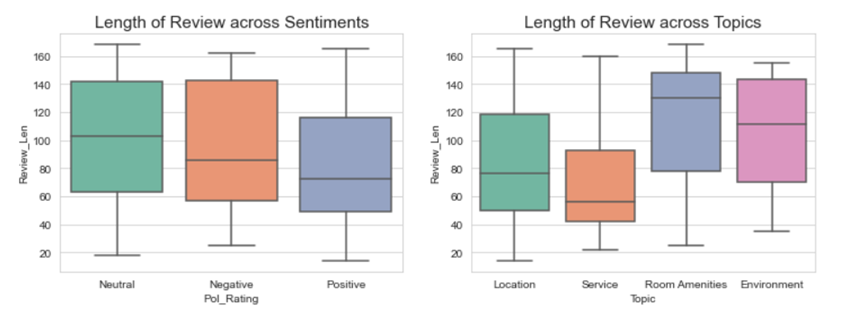 Length of Review across Sentiments
Review_Len
160
140
120
100
80
60
40
20
Neutral Negative Positive
Pol_Rating
Length of Review across Topics
Review_Len
160
140
120
100
80
60
40
20
Location Service Room Amenities Environment
Topic